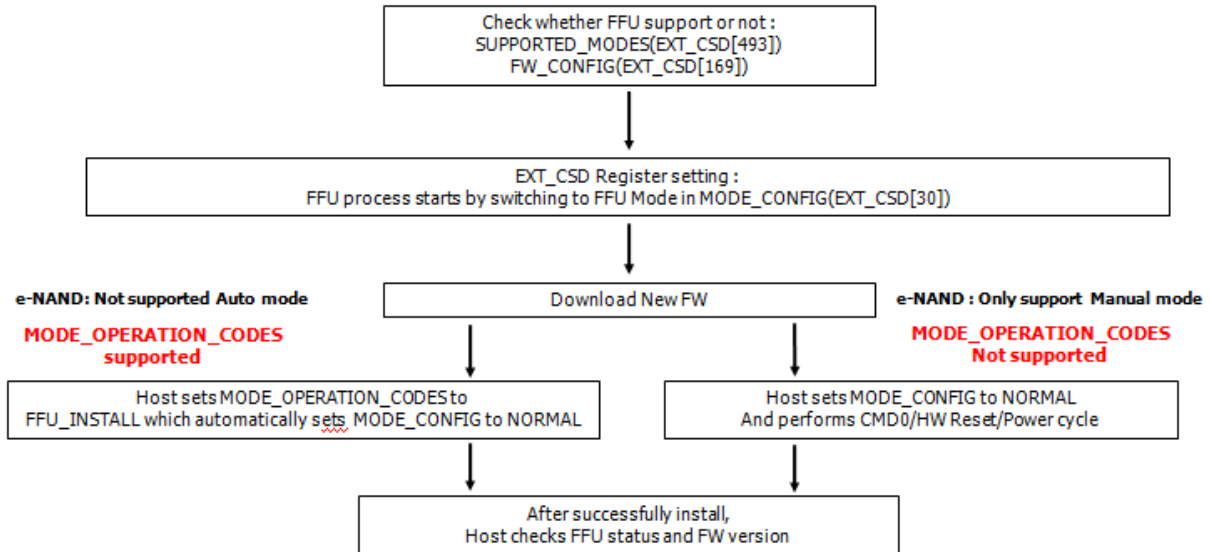 Check whether FFU support or not :
SUPPORTED_MODES(EXT_CSD[493])
FW_CONFIG(EXT_CSD[169])
EXT_CSD Register setting :
FFU process starts by switching to FFU Mode in MODE_CONFIG(EXT_CSD[30])
e-NAND: Not supported Auto mode
MODE_OPERATION_CODES
supported
Download New FW
e-NAND : Only support Manual mode
MODE_OPERATION_CODES
Not supported
Host sets MODE_OPERATION_CODES to
FFU_INSTALL which automatically sets MODE_CONFIG to NORMAL
Host sets MODE_CONFIG to NORMAL
And performs CMD0/HW Reset/Power cycle
After successfully install,
Host checks FFU status and FW version